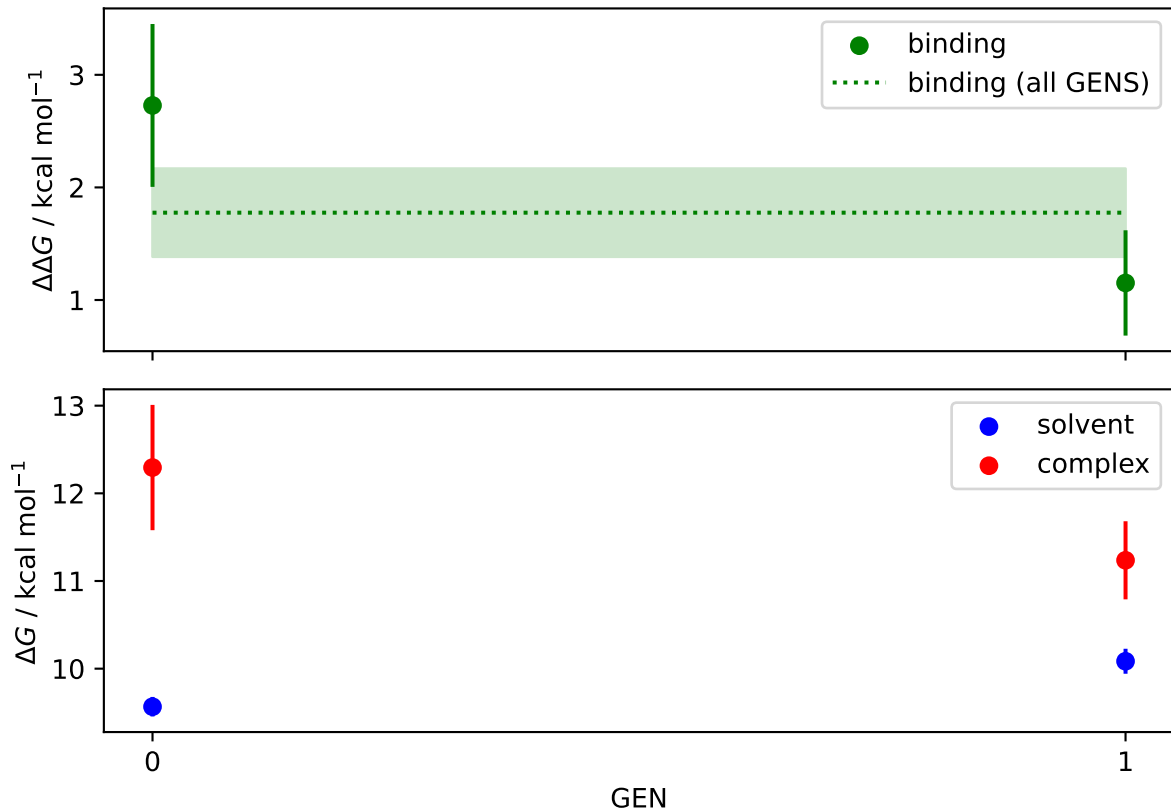 binding
binding (all GENS)
3
2
1
ΔΔG / kcal mol⁻¹
solvent
complex
13
12
11
10
ΔG / kcal mol⁻¹
0
1
GEN